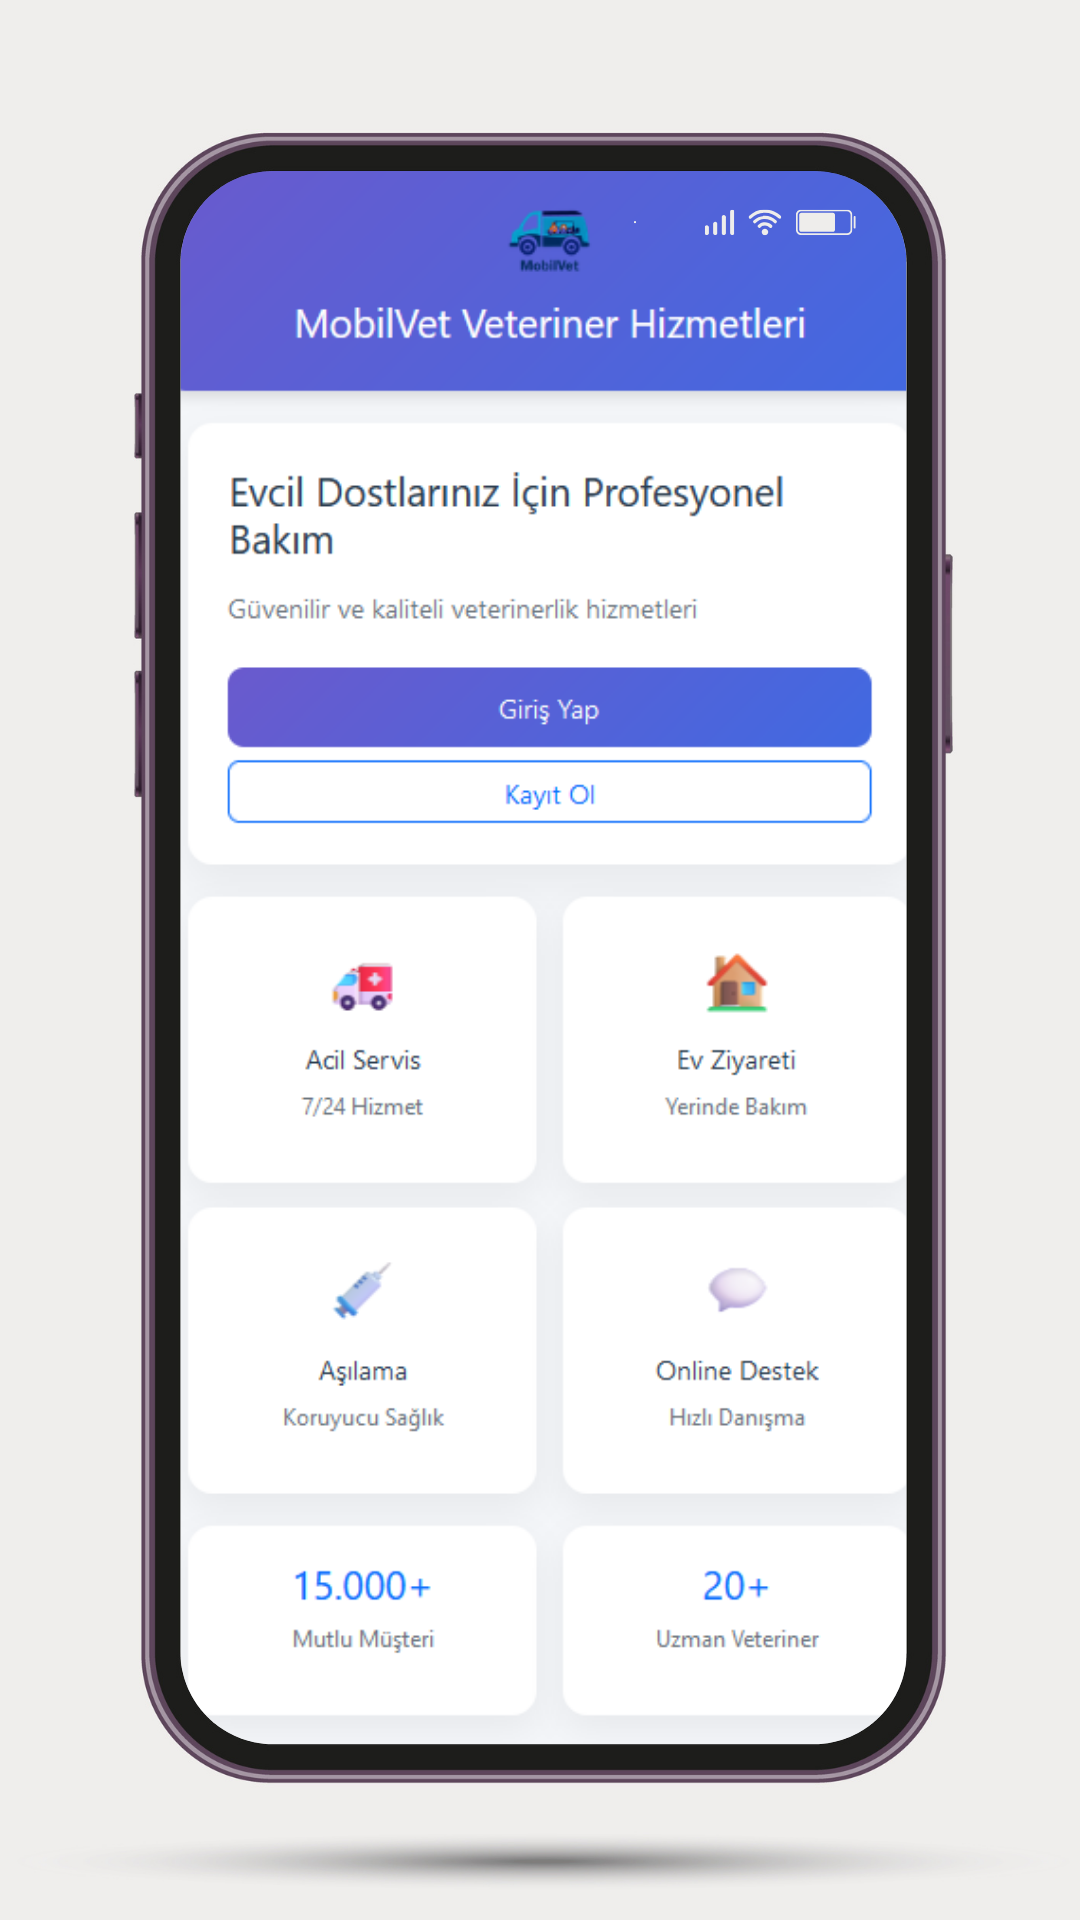 MobilVet
MobilVet Veteriner Hizmetleri
Evcil Dostlarınız İçin Profesyonel
Bakım
Güvenilir ve kaliteli veterinerlik hizmetleri
Giriş Yap
Kayıt Ol
Acil Servis
7/24 Hizmet
Ev Ziyareti
Yerinde Bakım
Aşılama
Koruyucu Sağlık
Online Destek
Hızlı Danışma
15.000+
Mutlu Müşteri
20+
Uzman Veteriner